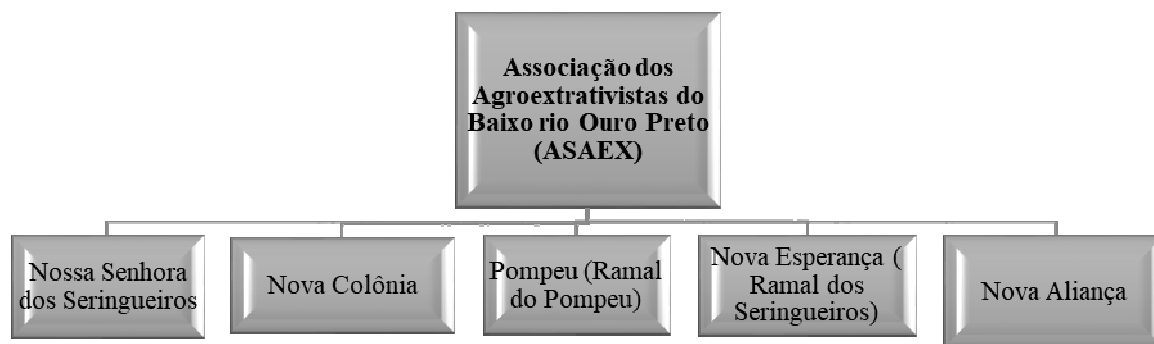 Associação dos
Agroextrativistas do
Baixo rio Ouro Preto
(ASAEX)
Nossa Senhora
dos Seringueiros
Nova Colônia
Pompeu (Ramal
do Pompeu)
Nova Esperança (
Ramal dos
Seringueiros)
Nova Aliança